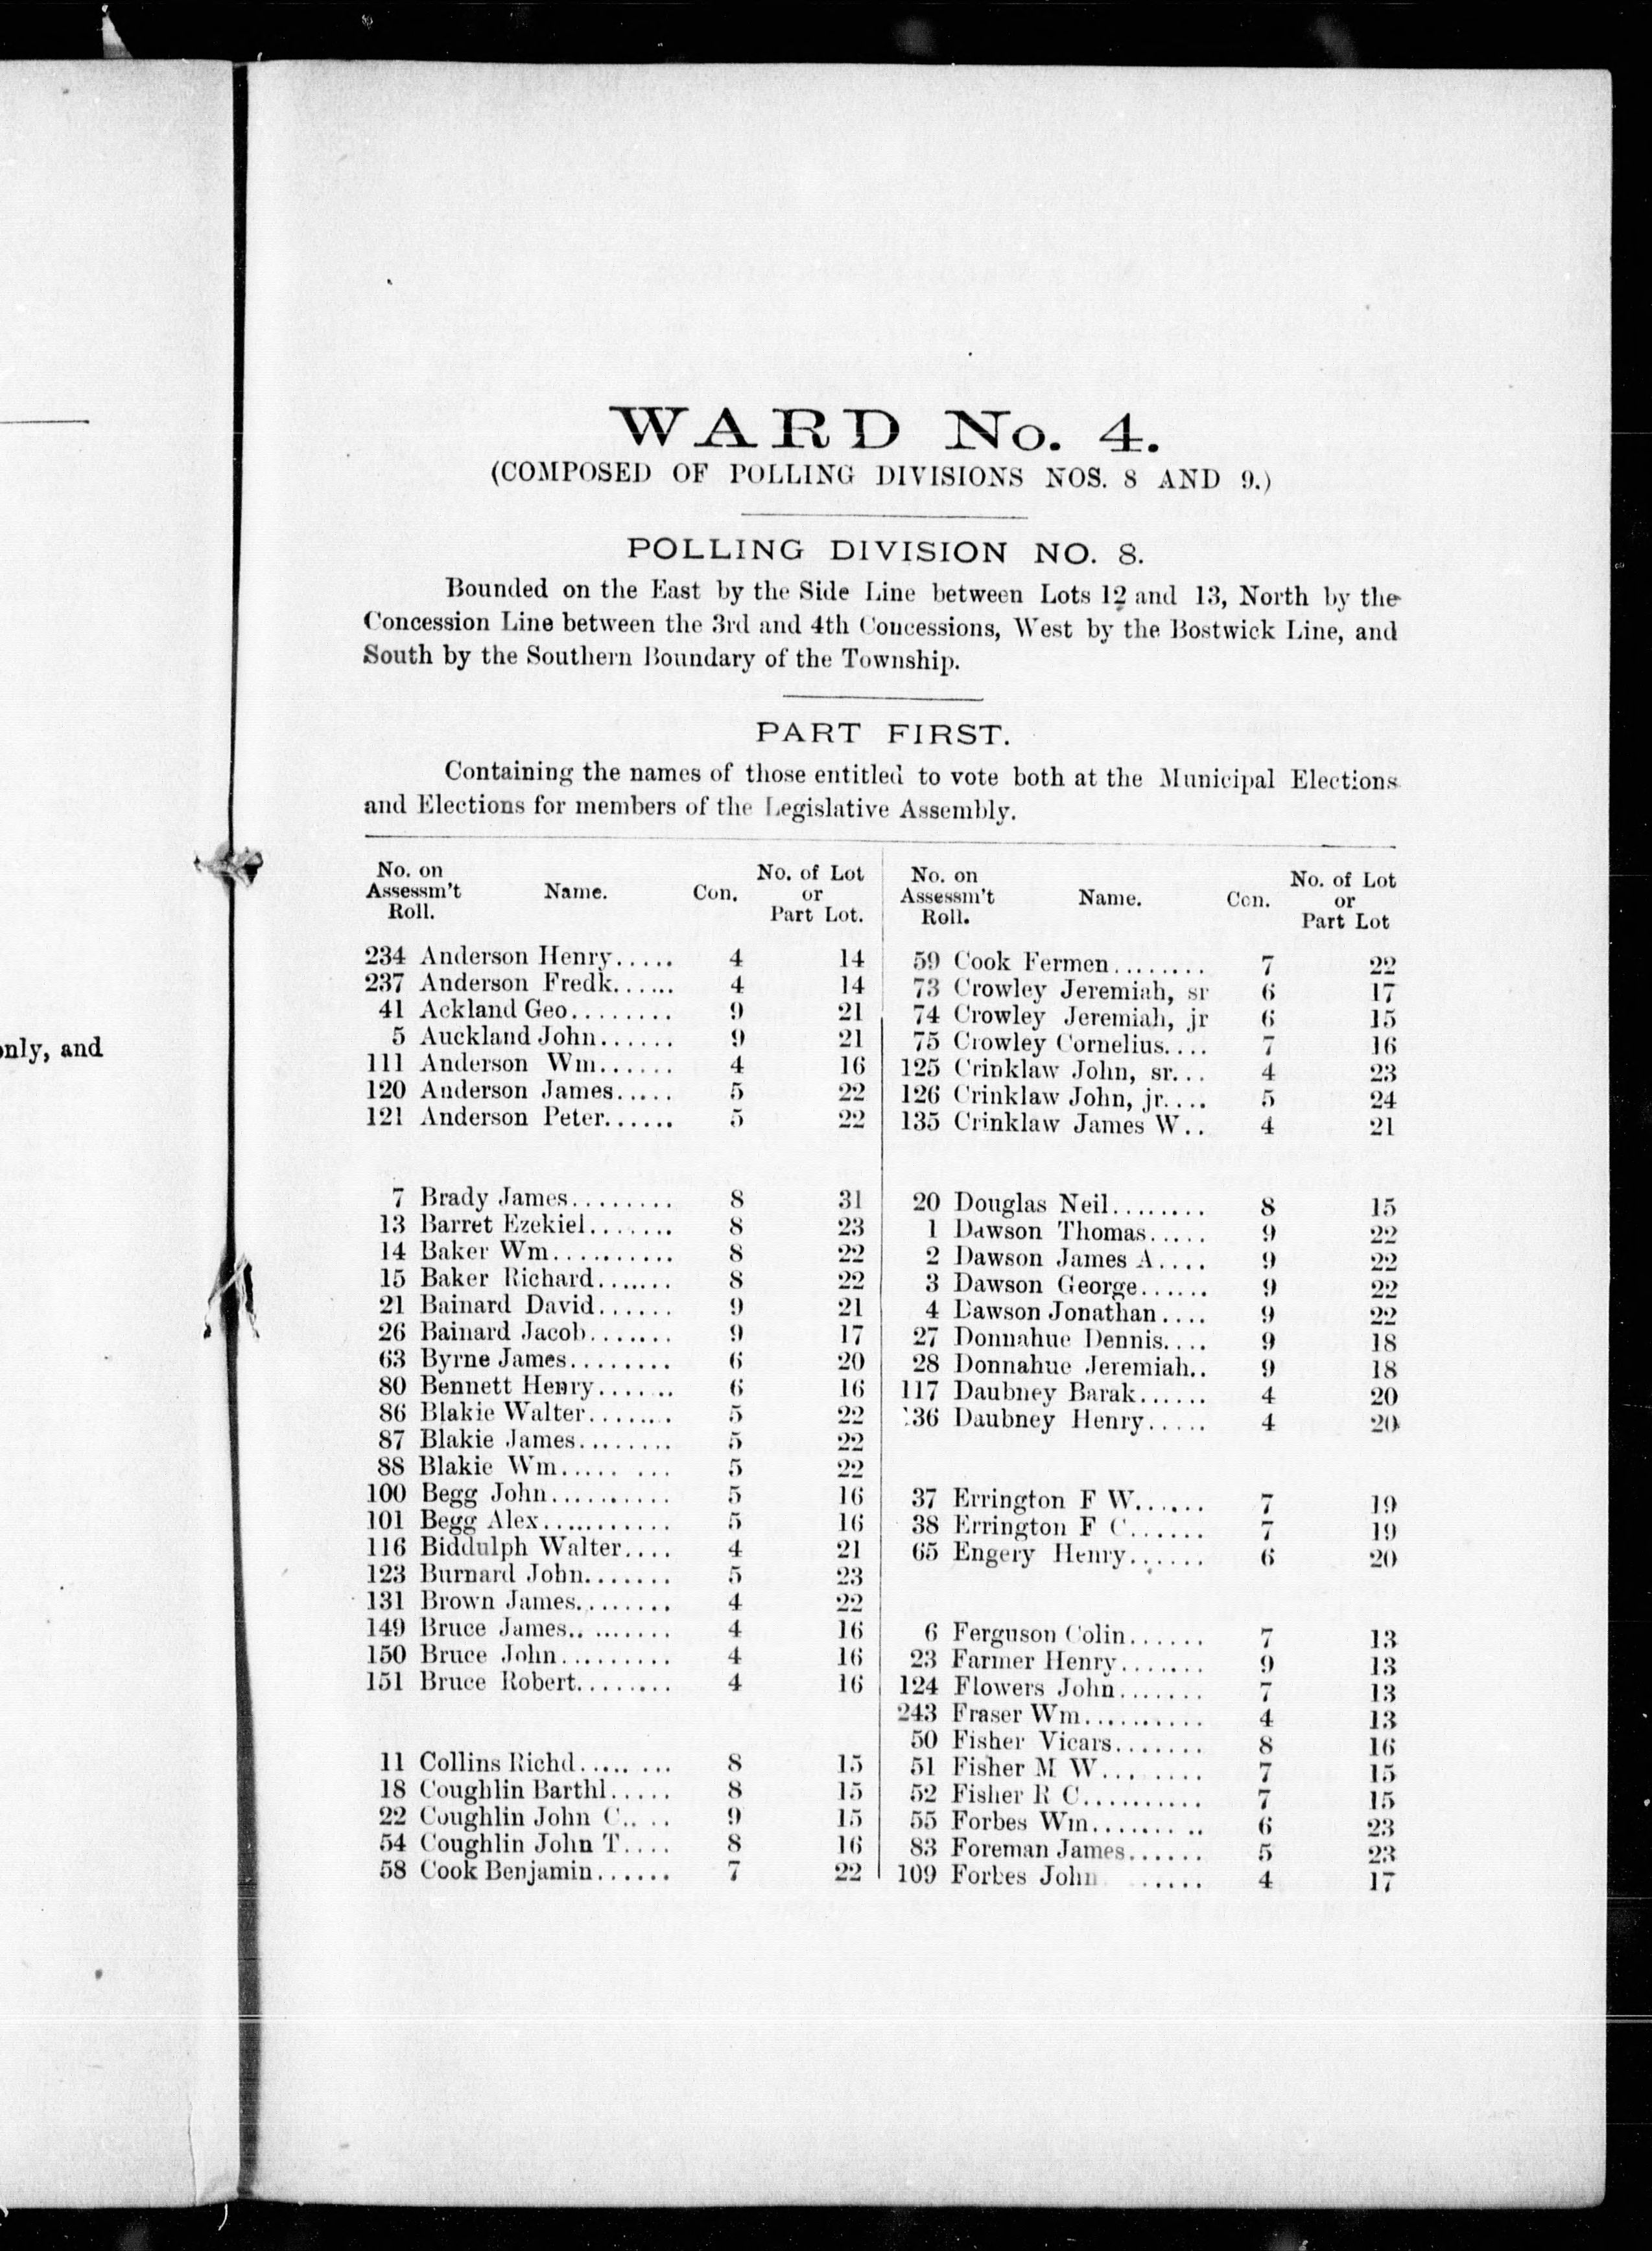 only, and
WARD No. 4.
(COMPOSED OF POLLING DIVISIONS NOS. 8 AND 9.)
POLLING DIVISION NO. 8.
Bounded on the East by the Side Line between Lots 12 and 13, North by the
Concession Line between the 3rd and 4th Concessions, West by the Bostwick Line, and
South by the Southern Boundary of the Township.
PART FIRST.
Containing the names of those entitled to vote both at the Municipal Elections
and Elections for members of the Legislative Assembly.
No. on Assessm't Roll. Name. Con. No. of Lot or Part Lot.
234 Anderson Henry..... 4 14
237 Anderson Fredk...... 4 14
41 Ackland Geo........ 9 21
5 Auckland John...... 9 21
111 Anderson Wm...... 4 16
120 Anderson James..... 5 22
121 Anderson Peter...... 5 22
7 Brady James........ 8 31
13 Barret Ezekiel....... 8 23
14 Baker Wm.......... 8 22
15 Baker Richard....... 8 22
21 Bainard David...... 9 21
26 Bainard Jacob....... 9 17
63 Byrne James........ 6 20
80 Bennett Henry...... 6 16
86 Blakie Walter....... 5 22
87 Blakie James........ 5 22
88 Blakie Wm..... ... 5 22
100 Begg John.......... 5 16
101 Begg Alex........... 5 16
116 Biddulph Walter.... 4 21
123 Burnard John....... 5 23
131 Brown James........ 4 22
149 Bruce James.. ....... 4 16
150 Bruce John......... 4 16
151 Bruce Robert........ 4 16
11 Collins Richd..... ... 8 15
18 Coughlin Barthl..... 8 15
22 Coughlin John C.. .. 9 15
54 Coughlin John T.... 8 16
58 Cook Benjamin...... 7 22
No. on Assessm't Roll. Name. Con. No. of Lot or Part Lot
59 Cook Fermen........ 7 22
73 Crowley Jeremiah, sr 6 17
74 Crowley Jeremiah, jr 6 15
75 Crowley Cornelius.... 7 16
125 Crinklaw John, sr... 4 23
126 Crinklaw John, jr.... 5 24
135 Crinklaw James W.. 4 21
20 Douglas Neil........ 8 15
1 Dawson Thomas..... 9 22
2 Dawson James A.... 9 22
3 Dawson George...... 9 22
4 Dawson Jonathan.... 9 22
27 Donnahue Dennis.... 9 18
28 Donnahue Jeremiah.. 9 18
117 Daubney Barak...... 4 20
36 Daubney Henry..... 4 20
37 Errington F W...... 7 19
38 Errington F C...... 7 19
65 Engery Henry...... 6 20
6 Ferguson Colin...... 7 13
23 Farmer Henry....... 9 13
124 Flowers John....... 7 13
243 Fraser Wm.......... 4 13
50 Fisher Vicars....... 8 16
51 Fisher M W........ 7 15
52 Fisher R C.......... 7 15
55 Forbes Wm....... .. 6 23
83 Foreman James...... 5 23
109 Forbes John ..... 4 17